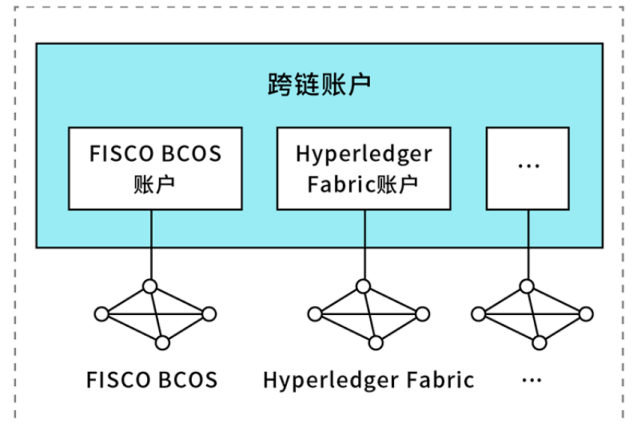 跨链账户
FISCO BCOS
账户
Hyperledger
Fabric账户
...
FISCO BCOS
Hyperledger Fabric
...